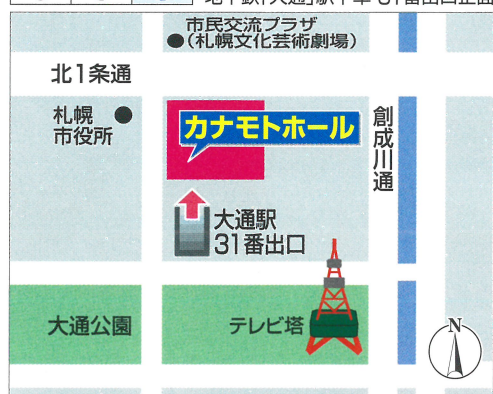 地下鉄「大通」駅下車 31番出口正面
市民交流プラザ
(札幌文化芸術劇場)
北1条通
札幌
市役所
カナモトホール
創成川通
大通駅
31番出口
大通公園
テレビ塔
N